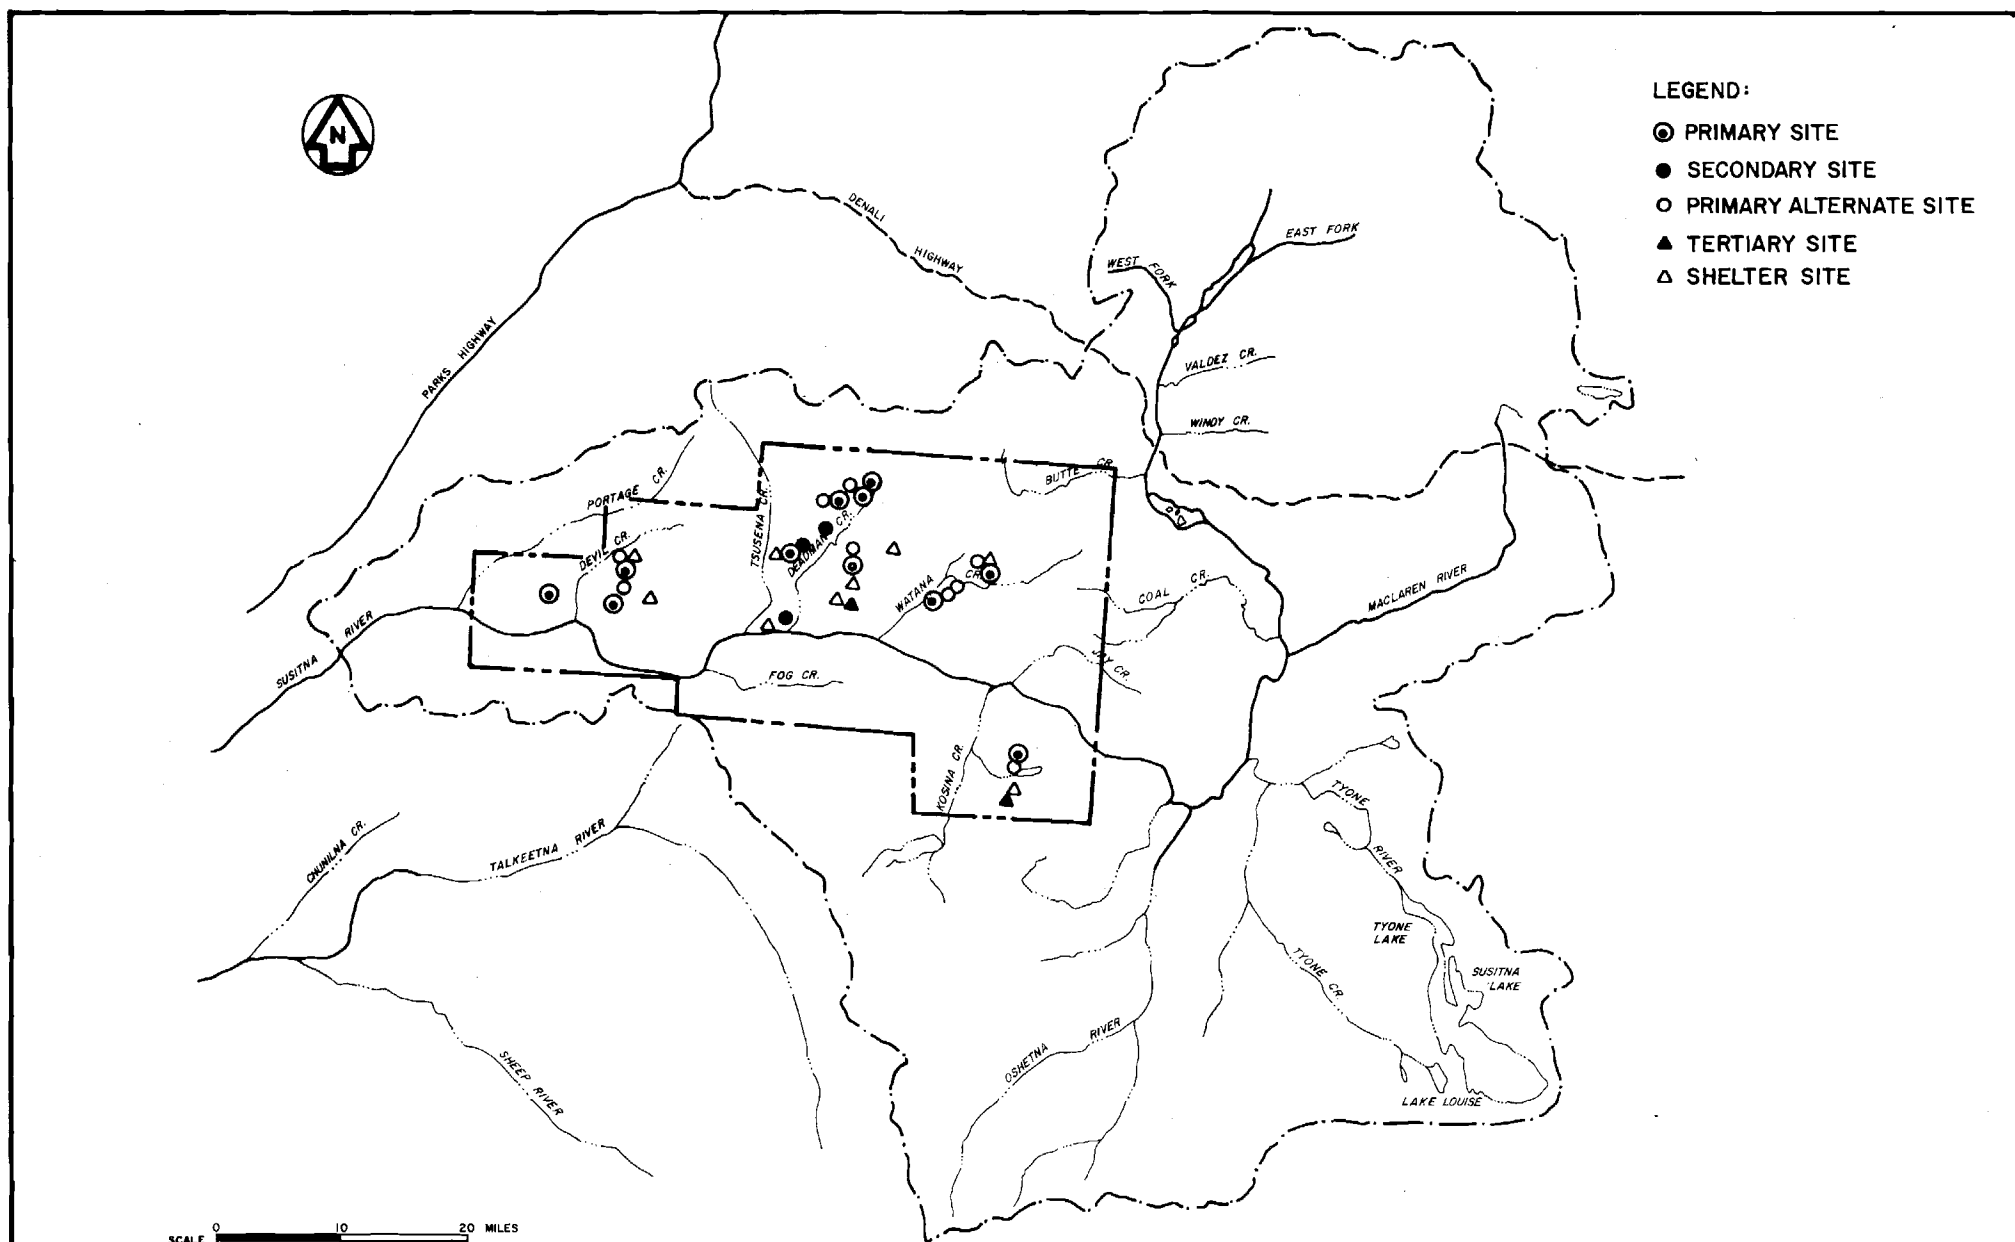 LEGEND:
PRIMARY SITE
SECONDARY SITE
PRIMARY ALTERNATE SITE
TERTIARY SITE
SHELTER SITE
N
DENALI
HIGHWAY
EAST FORK
WEST FORK
PARKS HIGHWAY
VALDEZ CR.
WINDY CR.
BUTTE CR.
PORTAGE CR.
DEVIL CR.
TSUSENA CR.
DEADMAN CR.
WATANA CR.
COAL CR.
MACLAREN RIVER
SUSITNA RIVER
JAY CR.
FOG CR.
KOSINA CR.
TYONE RIVER
CHUNILNA CR.
TALKEETNA RIVER
TYONE
LAKE
SUSITNA
LAKE
TYONE CR.
OSHETNA RIVER
SHEEP RIVER
LAKE LOUISE
0 10 20 MILES
SCALE